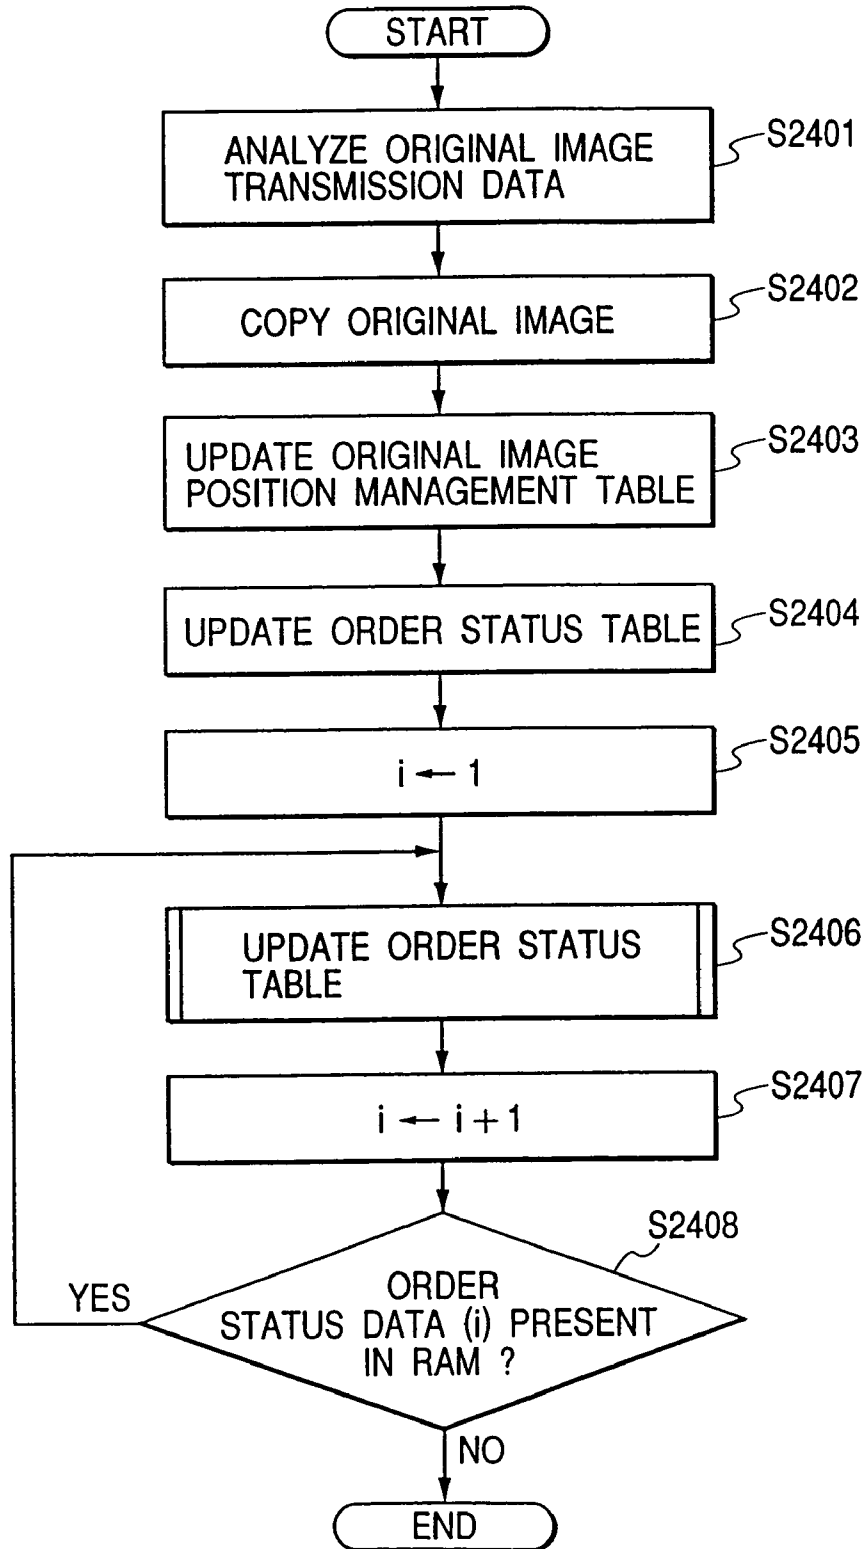 START
ANALYZE ORIGINAL IMAGE
TRANSMISSION DATA
S2401
COPY ORIGINAL IMAGE
S2402
UPDATE ORIGINAL IMAGE
POSITION MANAGEMENT TABLE
S2403
UPDATE ORDER STATUS TABLE
S2404
i ← 1
S2405
UPDATE ORDER STATUS
TABLE
S2406
i ← i + 1
S2407
S2408
YES
ORDER
STATUS DATA (i) PRESENT
IN RAM ?
NO
END